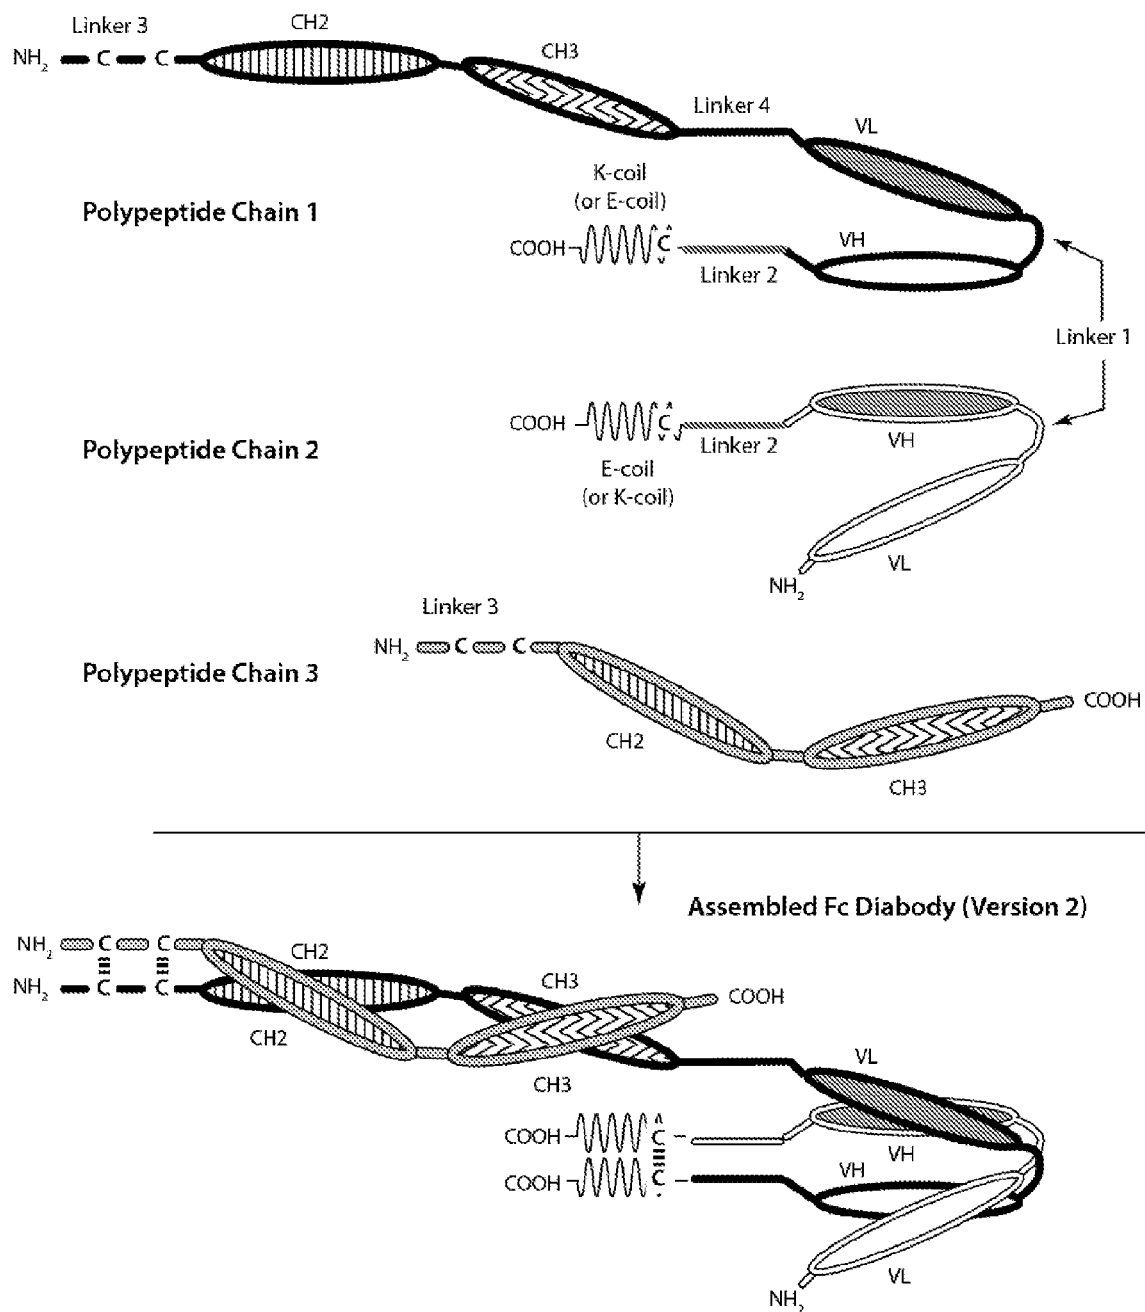 Linker 3
CH2
NH2
C
C
CH3
Linker 4
VL
K-coil
(or E-coil)
Polypeptide Chain 1
COOH
C
VH
Linker 2
Linker 1
COOH
C
Linker 2
VH
Polypeptide Chain 2
E-coil
(or K-coil)
NH2
VL
Linker 3
NH2
C
C
Polypeptide Chain 3
COOH
CH2
CH3
Assembled Fc Diabody (Version 2)
NH2
C
C
CH2
NH2
C
C
CH3
COOH
CH2
CH3
VL
COOH
C
VH
VH
COOH
C
NH2
VL